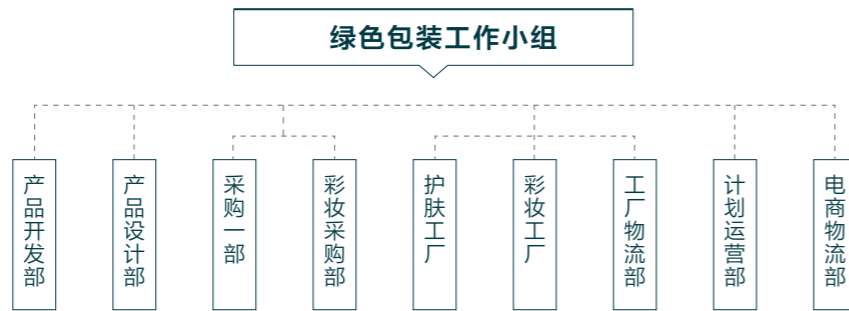 绿色包装工作小组
产品开发部
产品设计部
采购一部
彩妆采购部
护肤工厂
彩妆工厂
工厂物流部
计划运营部
电商物流部